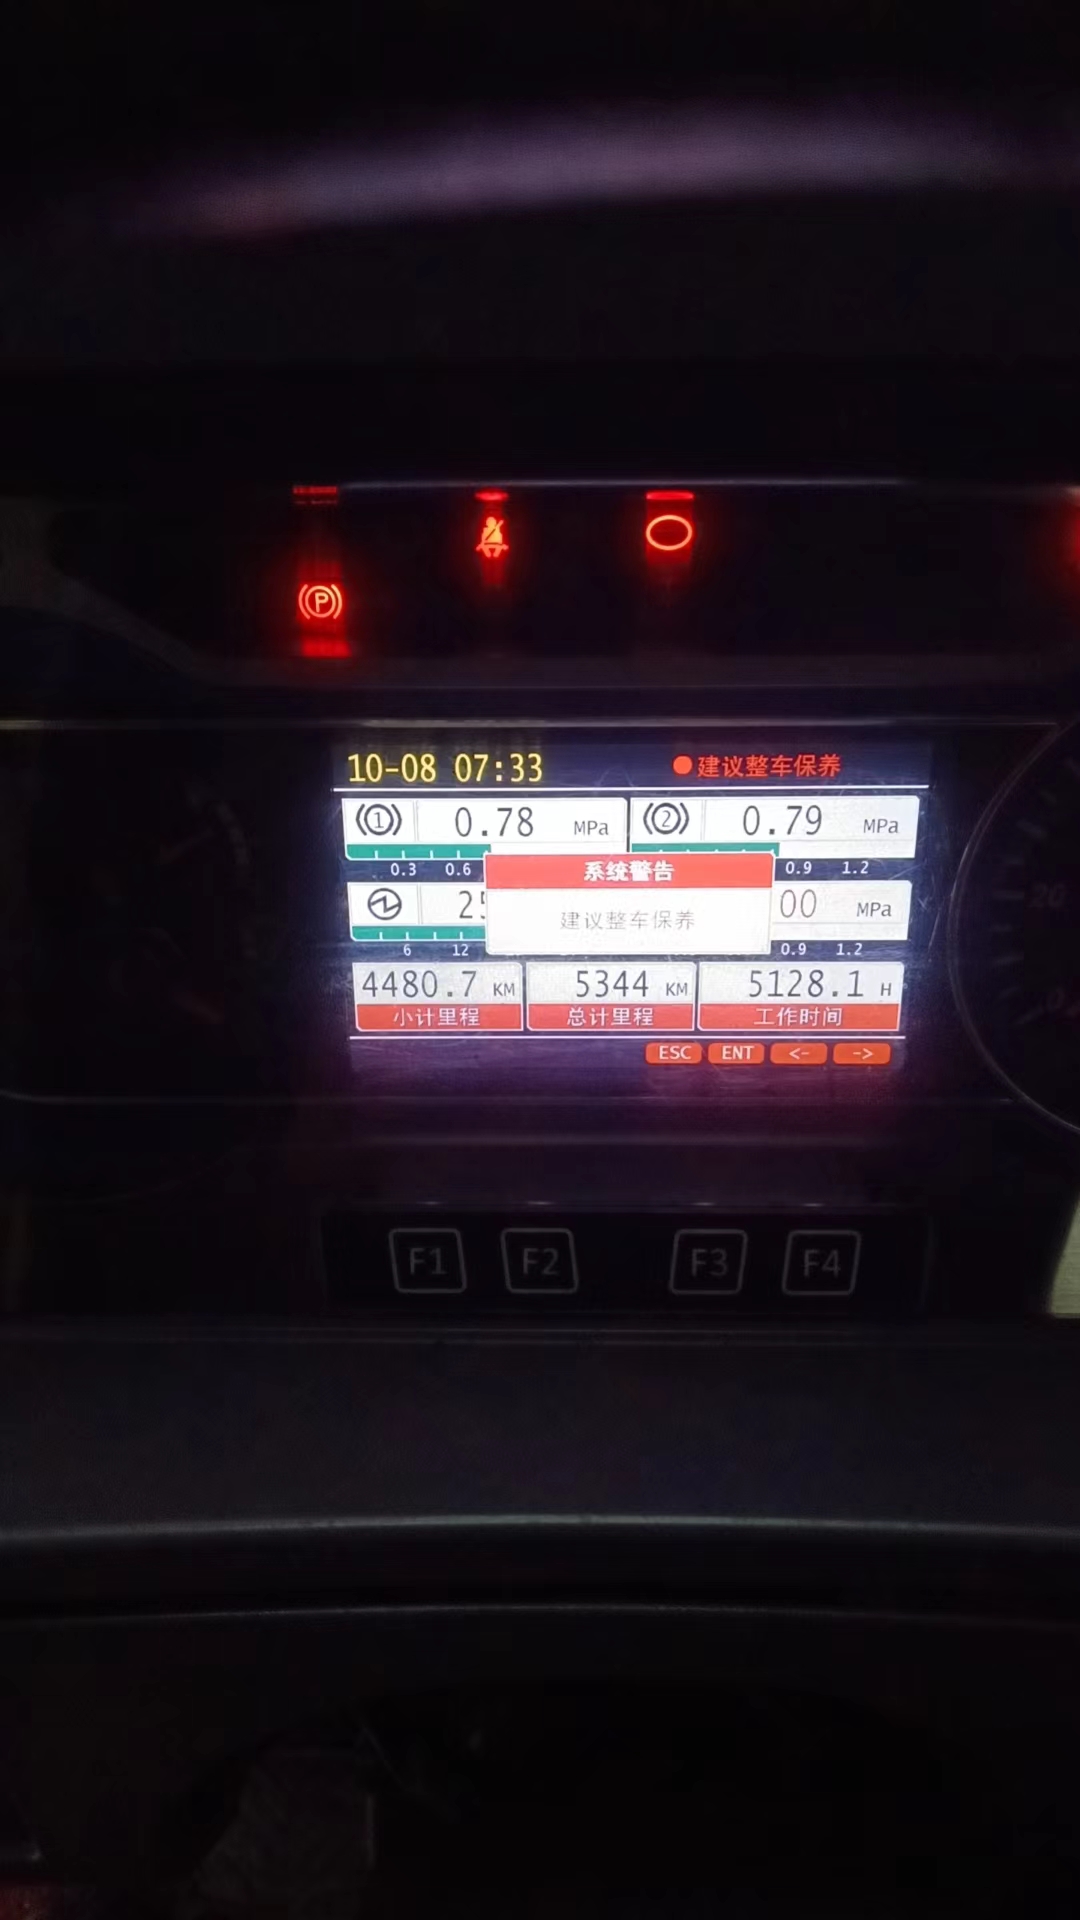 P
10-08 07:33 建议整车保养
1 0.78 MPa 2 0.79 MPa
0.3 0.6 0.9 1.2
系统警告
建议整车保养
00 MPa
6 12 0.9 1.2
4480.7 KM 5344 KM 5128.1 H
小计里程 总计里程 工作时间
ESC ENT <- ->
F1 F2 F3 F4